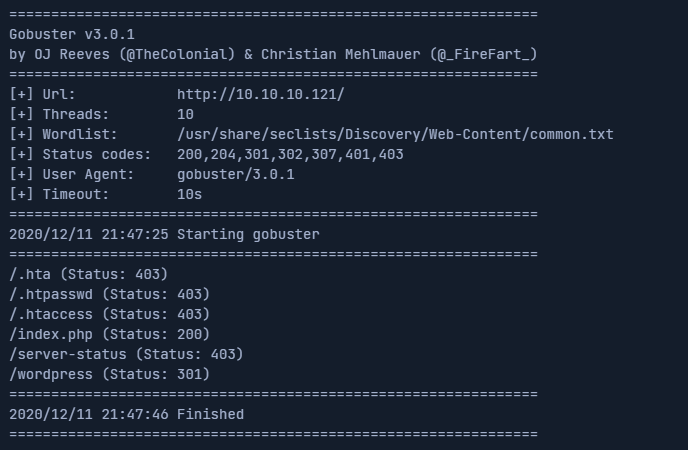 ===============================================================
Gobuster v3.0.1
by OJ Reeves (@TheColonial) & Christian Mehlmauer (@_FireFart_)
===============================================================
[+] Url:            http://10.10.10.121/
[+] Threads:        10
[+] Wordlist:       /usr/share/seclists/Discovery/Web-Content/common.txt
[+] Status codes:   200,204,301,302,307,401,403
[+] User Agent:     gobuster/3.0.1
[+] Timeout:        10s
===============================================================
2020/12/11 21:47:25 Starting gobuster
===============================================================
/.hta (Status: 403)
/.htpasswd (Status: 403)
/.htaccess (Status: 403)
/index.php (Status: 200)
/server-status (Status: 403)
/wordpress (Status: 301)
===============================================================
2020/12/11 21:47:46 Finished
===============================================================